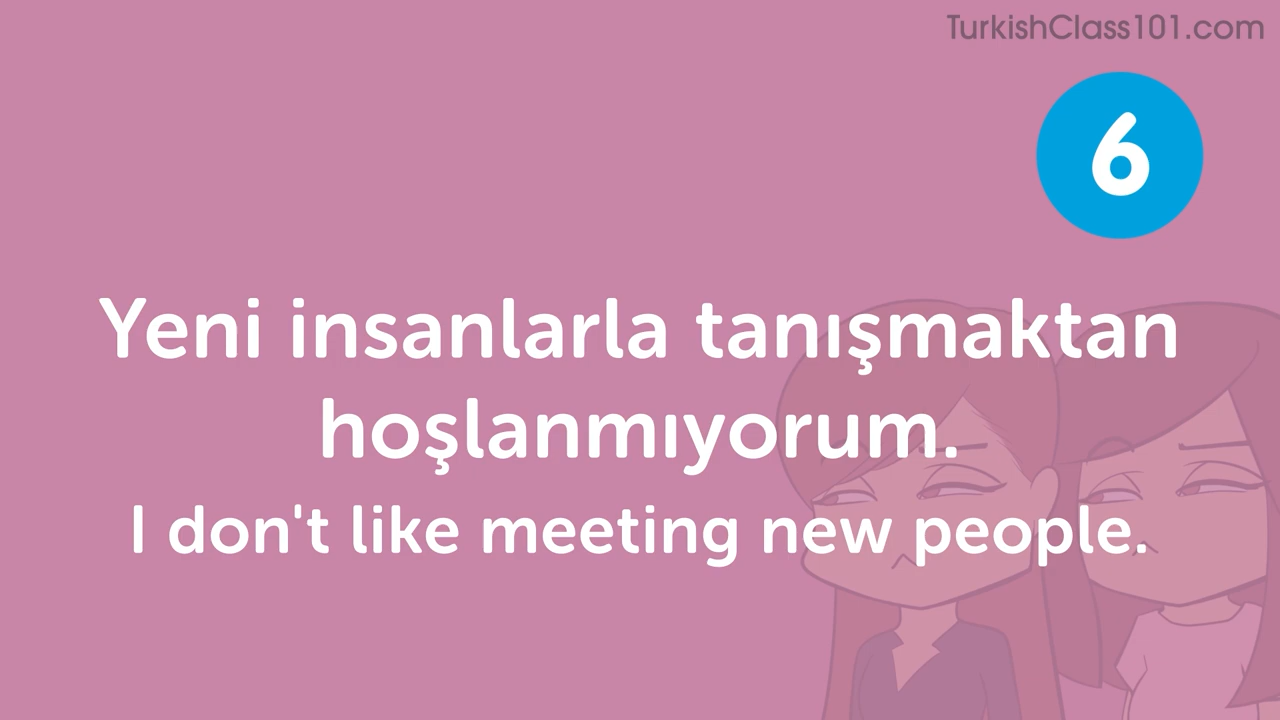 TurkishClass101.com
6
Yeni insanlarla tanışmaktan
hoşlanmıyorum.
I don't like meeting new people.